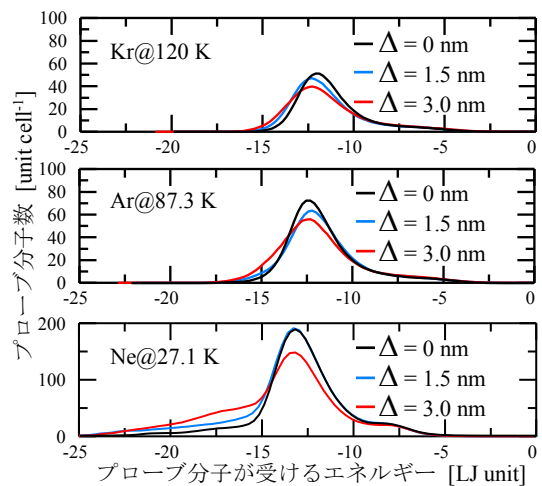 プローブ分子数 [unit cell-1]
100
80
60
40
20
0
Kr@120 K
Δ = 0 nm
Δ = 1.5 nm
Δ = 3.0 nm
-25 -20 -15 -10 -5 0
100
80
60
40
20
0
Ar@87.3 K
Δ = 0 nm
Δ = 1.5 nm
Δ = 3.0 nm
-25 -20 -15 -10 -5 0
200
100
0
Ne@27.1 K
Δ = 0 nm
Δ = 1.5 nm
Δ = 3.0 nm
-25 -20 -15 -10 -5 0
プローブ分子が受けるエネルギー [LJ unit]